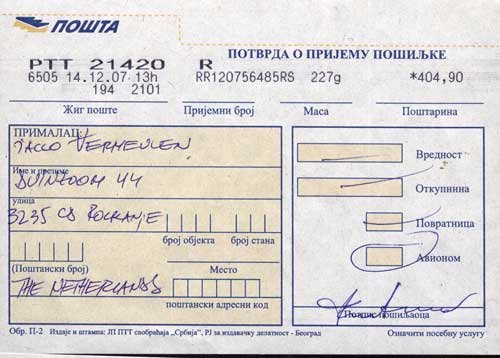 ПОШТА
ПОТВРДА О ПРИЈЕМУ ПОШИЉКЕ
PTT 21420 R
6505 14.12.07. 13h RR120756485RS 227g *404,90
194 2101
Жиг поште Пријемни број Маса Поштарина
ПРИМАЛАЦ:
VERMEULEN
Име и презиме
DUINZOOM 44
улица
3235 CD ROCKANJE
број објекта број стана
(Поштански број) Место
THE NETHERLANDS
поштански адресни код
Вредност
Откупнина
Повратница
Авионом
Потпис пошиљаоца
Обр. П-2 Издаје и штампа: ЈП ПТТ саобраћаја „Србија", РЈ за издавачку делатност - Београд Означити посебну услугу